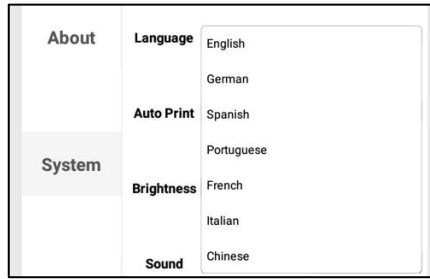 About
System
Language
Auto Print
Brightness
Sound
English
German
Spanish
Portuguese
French
Italian
Chinese